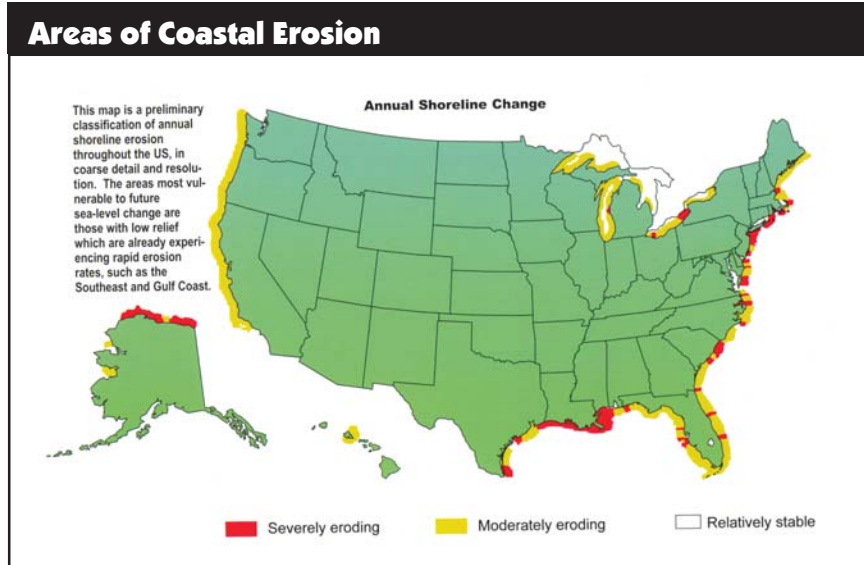 Areas of Coastal Erosion
Annual Shoreline Change
This map is a preliminary
classification of annual
shoreline erosion
throughout the US, in
coarse detail and resolu-
tion. The areas most vul-
nerable to future
sea-level change are
those with low relief
which are already experi-
encing rapid erosion
rates, such as the
Southeast and Gulf Coast.
Severely eroding
Moderately eroding
Relatively stable